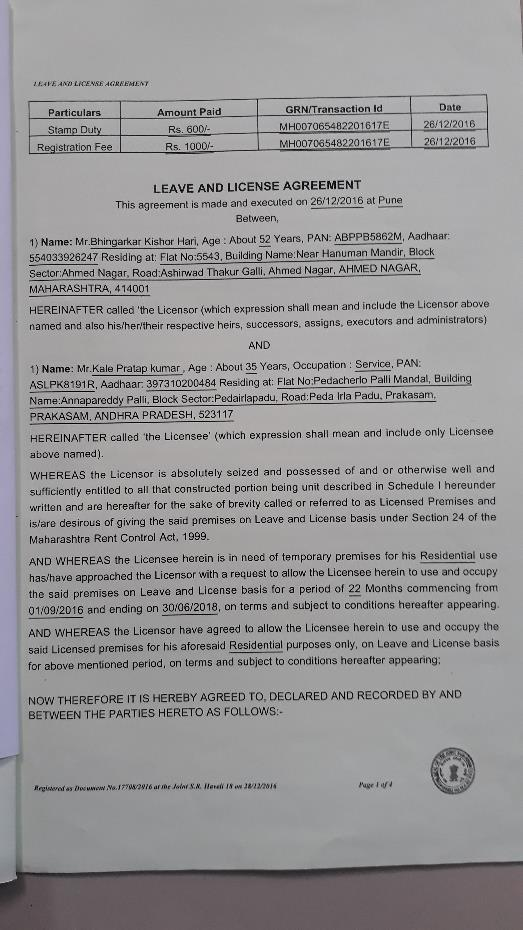 LEAVE AND LICENSE AGREEMENT
Particulars Amount Paid GRN/Transaction Id Date
Stamp Duty Rs. 600/- MH007065482201617E 26/12/2016
Registration Fee Rs. 1000/- MH007065482201617E 26/12/2016
LEAVE AND LICENSE AGREEMENT
This agreement is made and executed on 26/12/2016 at Pune
Between,
1) Name: Mr.Bhingarkar Kishor Hari, Age : About 52 Years, PAN: ABPPB5862M, Aadhaar:
554033926247 Residing at: Flat No:5543, Building Name:Near Hanuman Mandir, Block
Sector:Ahmed Nagar, Road:Ashirwad Thakur Galli, Ahmed Nagar, AHMED NAGAR,
MAHARASHTRA, 414001
HEREINAFTER called 'the Licensor (which expression shall mean and include the Licensor above
named and also his/her/their respective heirs, successors, assigns, executors and administrators)
AND
1) Name: Mr.Kale Pratap kumar , Age : About 35 Years, Occupation : Service, PAN:
ASLPK8191R, Aadhaar: 397310200484 Residing at: Flat No:Pedacherlo Palli Mandal, Building
Name:Annapareddy Palli, Block Sector:Pedairlapadu, Road:Peda Irla Padu, Prakasam,
PRAKASAM, ANDHRA PRADESH, 523117
HEREINAFTER called 'the Licensee' (which expression shall mean and include only Licensee
above named).
WHEREAS the Licensor is absolutely seized and possessed of and or otherwise well and
sufficiently entitled to all that constructed portion being unit described in Schedule I hereunder
written and are hereafter for the sake of brevity called or referred to as Licensed Premises and
is/are desirous of giving the said premises on Leave and License basis under Section 24 of the
Maharashtra Rent Control Act, 1999.
AND WHEREAS the Licensee herein is in need of temporary premises for his Residential use
has/have approached the Licensor with a request to allow the Licensee herein to use and occupy
the said premises on Leave and License basis for a period of 22 Months commencing from
01/09/2016 and ending on 30/06/2018, on terms and subject to conditions hereafter appearing.
AND WHEREAS the Licensor have agreed to allow the Licensee herein to use and occupy the
said Licensed premises for his aforesaid Residential purposes only, on Leave and License basis
for above mentioned period, on terms and subject to conditions hereafter appearing;
NOW THEREFORE IT IS HEREBY AGREED TO, DECLARED AND RECORDED BY AND
BETWEEN THE PARTIES HERETO AS FOLLOWS:-
Registered as Document No.17798/2016 at the Joint S.R. Haveli 18 on 28/12/2016 Page 1 of 4